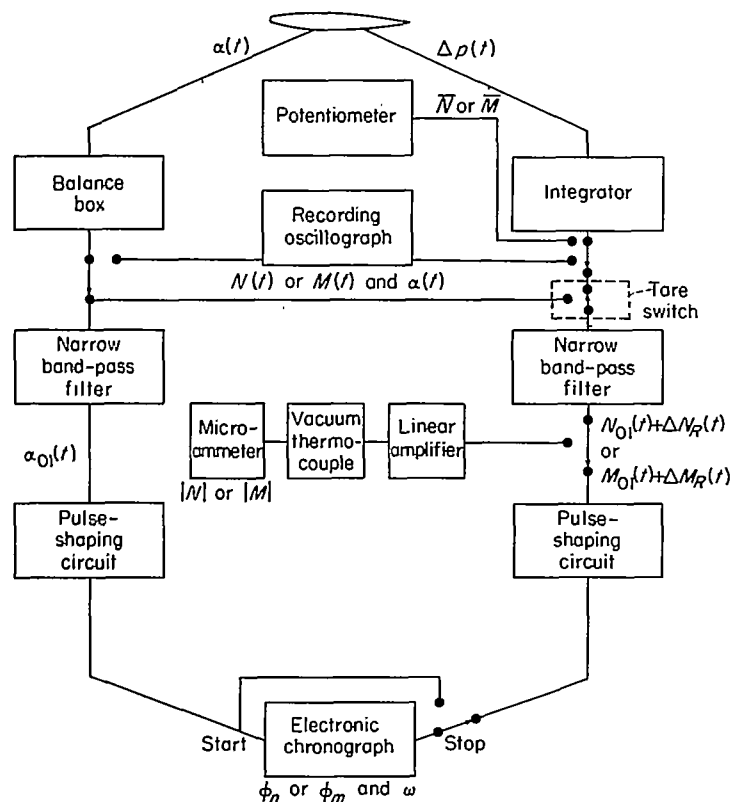 α(t)
Δp(t)
Potentiometer
N̅ or M̅
Balance
box
Integrator
Recording
oscillograph
N(t) or M(t) and α(t)
Tare
switch
Narrow
band-pass
filter
Narrow
band-pass
filter
Micro-
ammeter
Vacuum
thermo-
couple
Linear
amplifier
N₀₁(t)+ΔN_R(t)
or
M₀₁(t)+ΔM_R(t)
α₀₁(t)
|N| or |M|
Pulse-
shaping
circuit
Pulse-
shaping
circuit
Start
Electronic
chronograph
Stop
ϕₙ or ϕₘ and ω